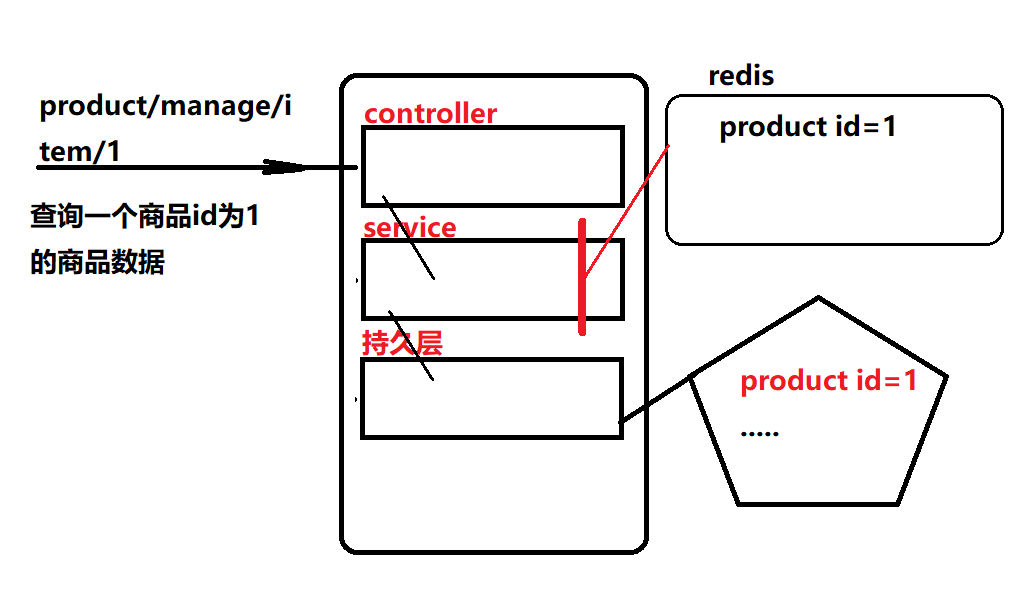 product/manage/i
tem/1
查询一个商品id为1
的商品数据
controller
service
持久层
redis
product id=1
product id=1
.....